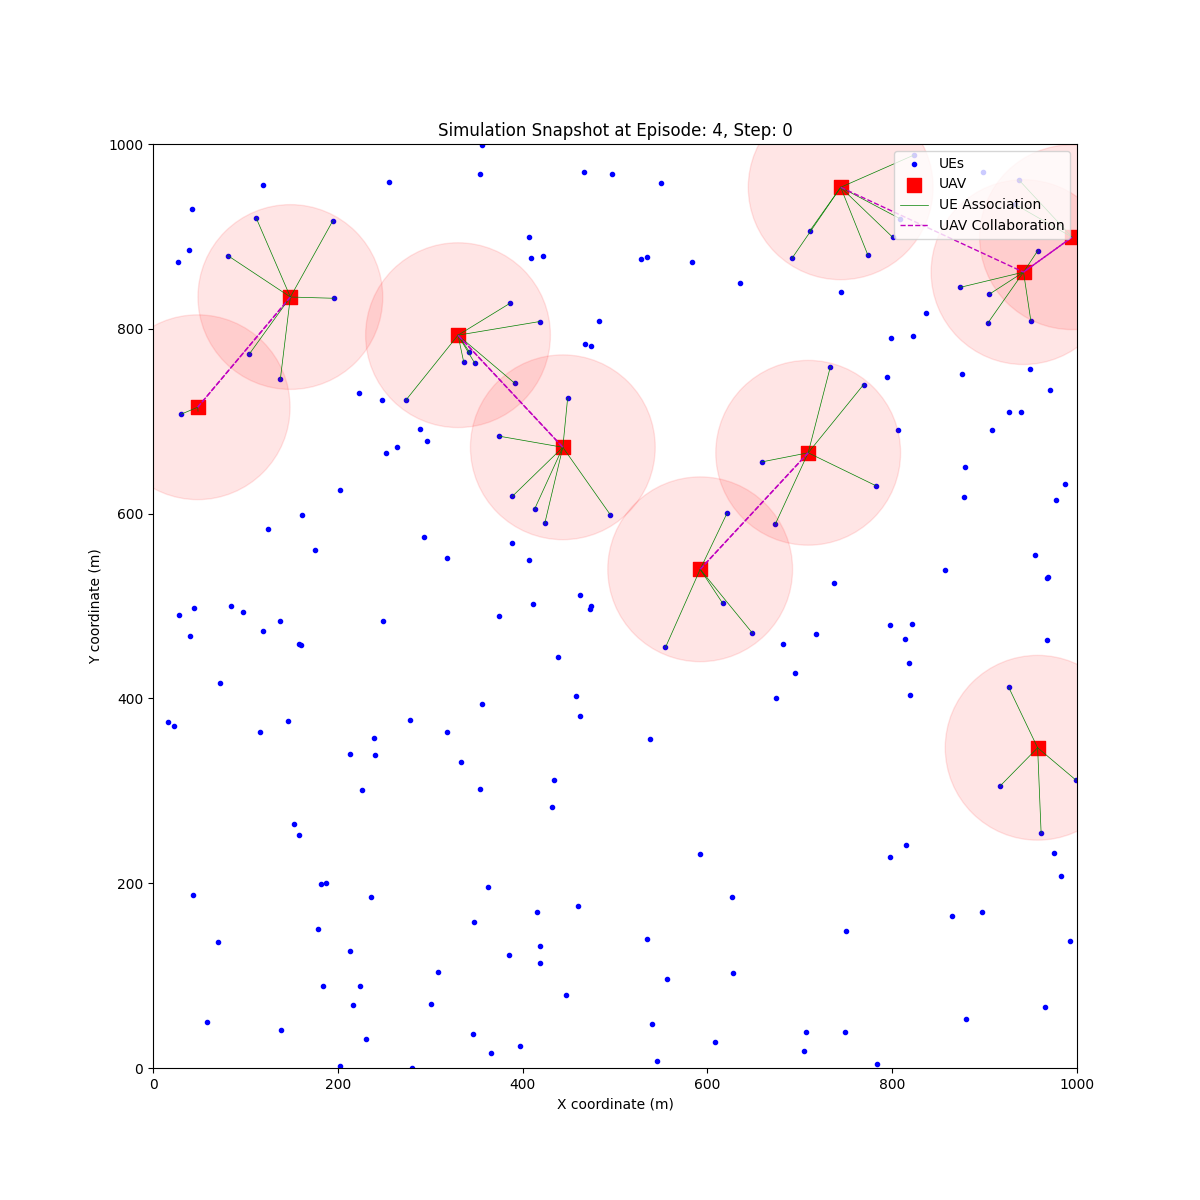 Simulation Snapshot at Episode: 4, Step: 0
UEs
UAV
UE Association
UAV Collaboration
1000
800
600
400
200
0
Y coordinate (m)
0 200 400 600 800 1000
X coordinate (m)